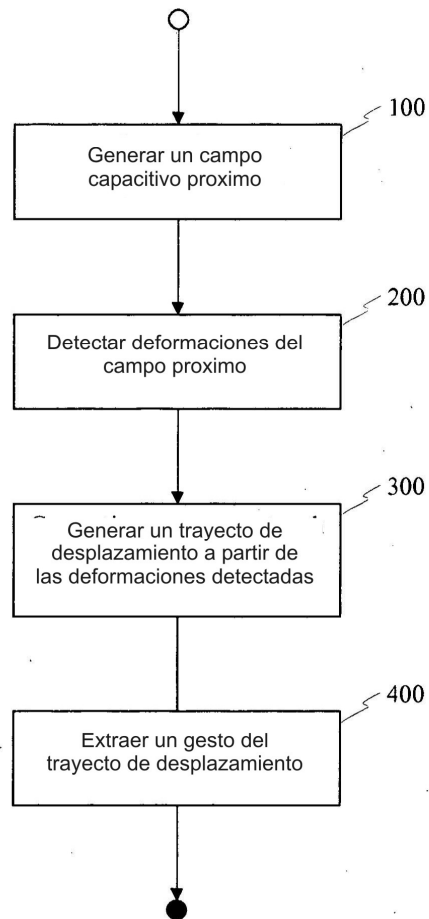 100
Generar un campo
capacitivo proximo
200
Detectar deformaciones del
campo proximo
300
Generar un trayecto de
desplazamiento a partir de
las deformaciones detectadas
400
Extraer un gesto del
trayecto de desplazamiento